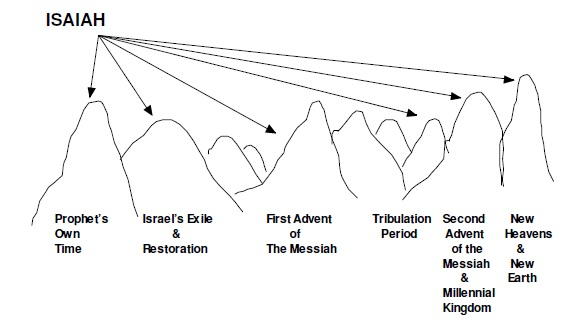 ISAIAH
Prophet's
Own
Time
Israel's Exile
&
Restoration
First Advent
of
The Messiah
Tribulation
Period
Second
Advent
of the
Messiah
&
Millennial
Kingdom
New
Heavens
&
New
Earth